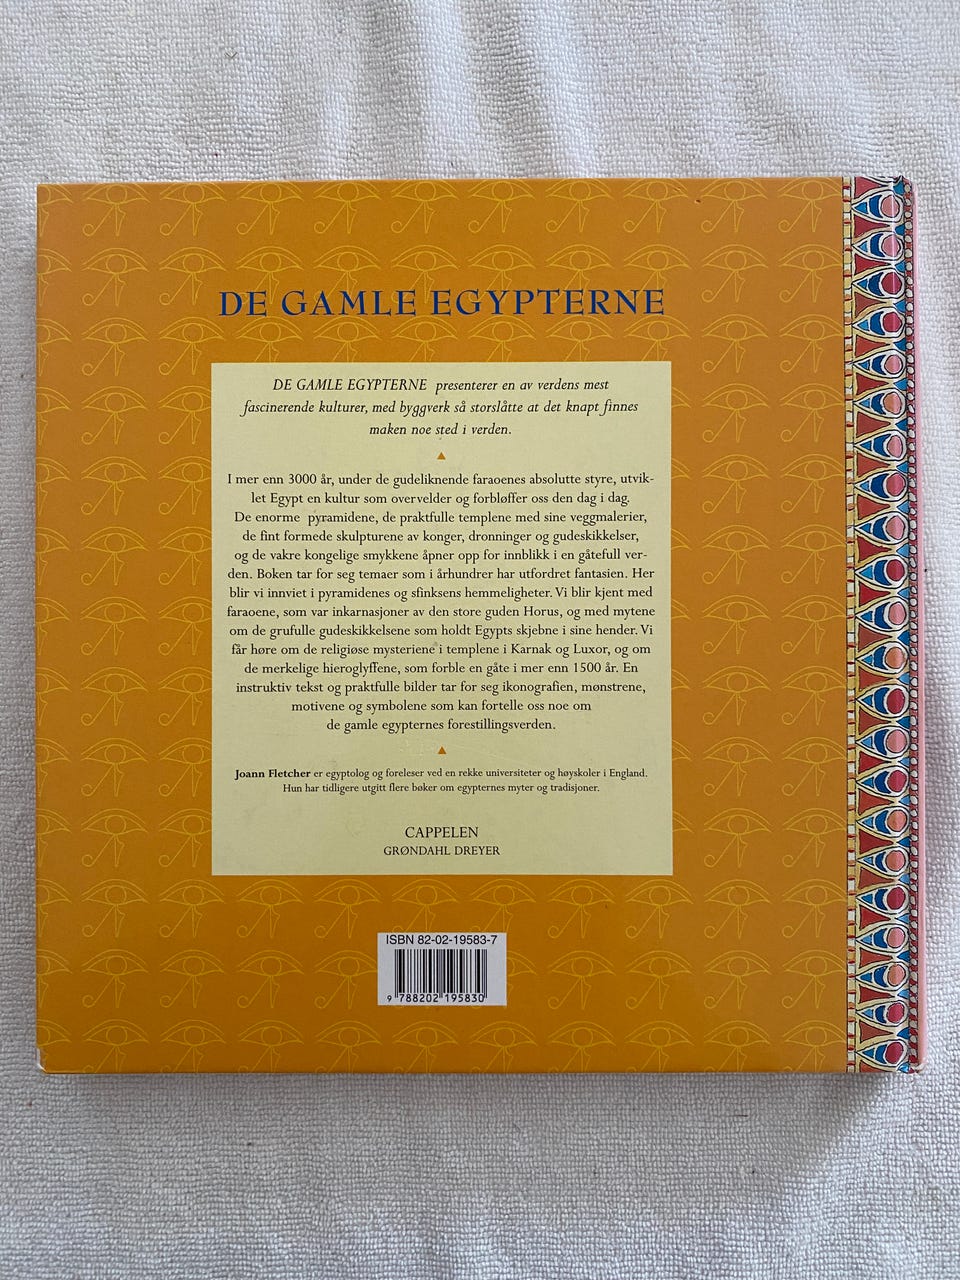 DE GAMLE EGYPTERNE
DE GAMLE EGYPTERNE presenterer en av verdens mest
fascinerende kulturer, med byggverk så storslåtte at det knapt finnes
maken noe sted i verden.
I mer enn 3000 år, under de gudeliknende faraoenes absolutte styre, utvik-
let Egypt en kultur som overvelder og forbløffer oss den dag i dag.
De enorme pyramidene, de praktfulle templene med sine veggmalerier,
de fint formede skulpturene av konger, dronninger og gudeskikkelser,
og de vakre kongelige smykkene åpner opp for innblikk i en gåtefull ver-
den. Boken tar for seg temaer som i århundrer har utfordret fantasien. Her
blir vi innviet i pyramidenes og sfinksens hemmeligheter. Vi blir kjent med
faraoene, som var inkarnasjoner av den store guden Horus, og med mytene
om de grufulle gudeskikkelsene som holdt Egypts skjebne i sine hender. Vi
får høre om de religiøse mysteriene i templene i Karnak og Luxor, og om
de merkelige hieroglyffene, som forble en gåte i mer enn 1500 år. En
instruktiv tekst og praktfulle bilder tar for seg ikonografien, mønstrene,
motivene og symbolene som kan fortelle oss noe om
de gamle egypternes forestillingsverden.
Joann Fletcher er egyptolog og foreleser ved en rekke universiteter og høyskoler i England.
Hun har tidligere utgitt flere bøker om egypternes myter og tradisjoner.
CAPPELEN
GRØNDAHL DREYER
ISBN 82-02-19583-7
9 788202 195830